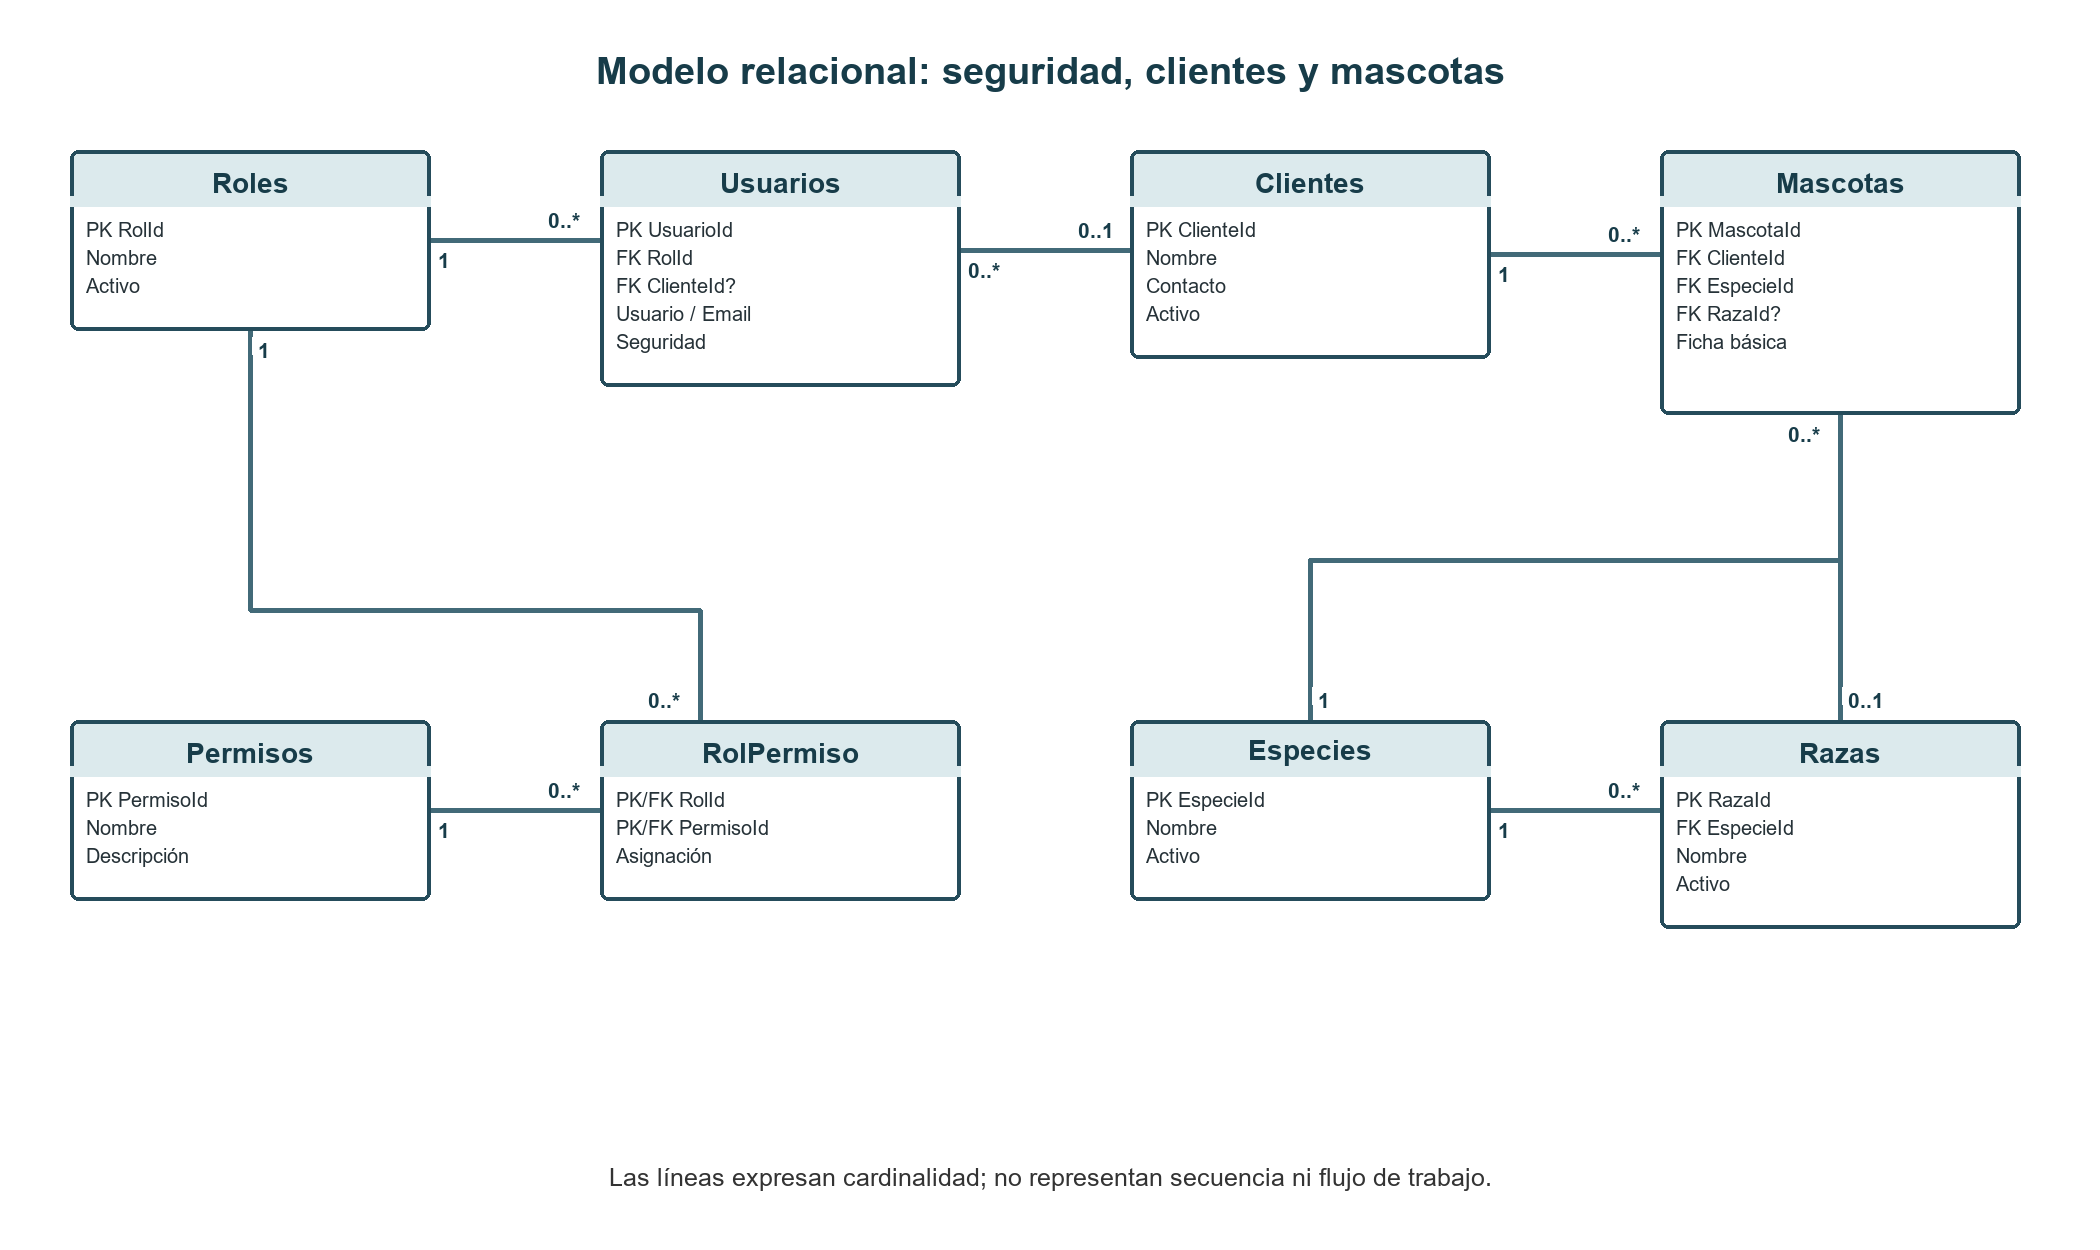 Modelo relacional: seguridad, clientes y mascotas
Roles
PK RolId
Nombre
Activo
1
0..*
1
Usuarios
PK UsuarioId
FK RolId
FK ClienteId?
Usuario / Email
Seguridad
0..1
0..*
Clientes
PK ClienteId
Nombre
Contacto
Activo
0..*
1
Mascotas
PK MascotaId
FK ClienteId
FK EspecieId
FK RazaId?
Ficha básica
0..*
0..*
1
0..1
Permisos
PK PermisoId
Nombre
Descripción
0..*
1
RolPermiso
PK/FK RolId
PK/FK PermisoId
Asignación
Especies
PK EspecieId
Nombre
Activo
0..*
1
Razas
PK RazaId
FK EspecieId
Nombre
Activo
Las líneas expresan cardinalidad; no representan secuencia ni flujo de trabajo.